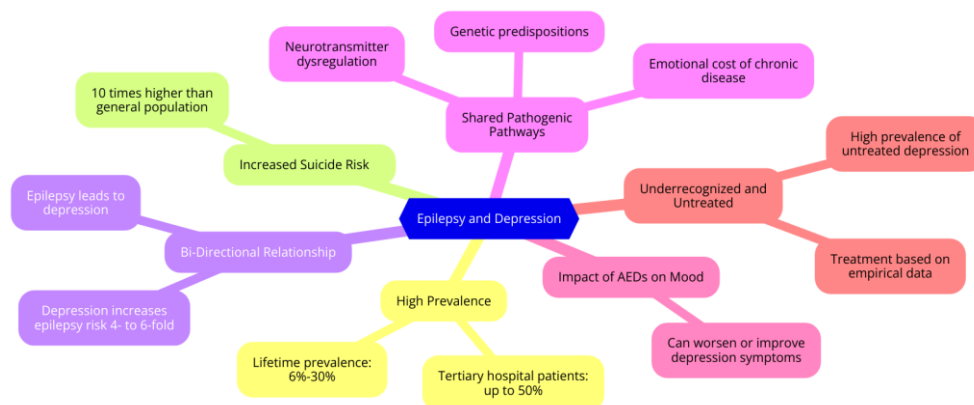 Epilepsy and Depression
Shared Pathogenic
Pathways
Neurotransmitter
dysregulation
Genetic predispositions
Emotional cost of chronic
disease
Underrecognized and
Untreated
High prevalence of
untreated depression
Treatment based on
empirical data
Impact of AEDs on Mood
Can worsen or improve
depression symptoms
High Prevalence
Tertiary hospital patients:
up to 50%
Lifetime prevalence:
6%-30%
Bi-Directional Relationship
Depression increases
epilepsy risk 4- to 6-fold
Epilepsy leads to
depression
Increased Suicide Risk
10 times higher than
general population